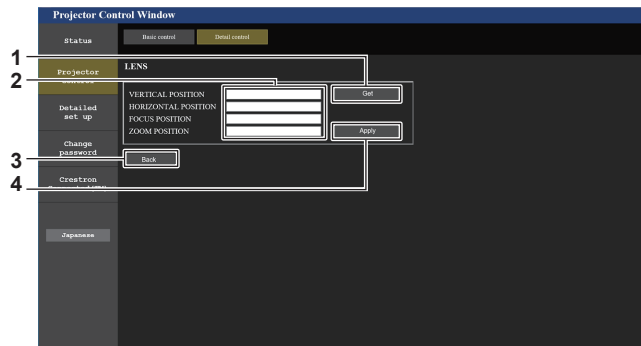 Projector Control Window
Status
Basic control
Detail control
1
2
Projector
LENS
VERTICAL POSITION
Get
HORIZONTAL POSITION
FOCUS POSITION
ZOOM POSITION
Apply
Detailed
set up
Change
password
3
Back
Crestron
4
Japanese